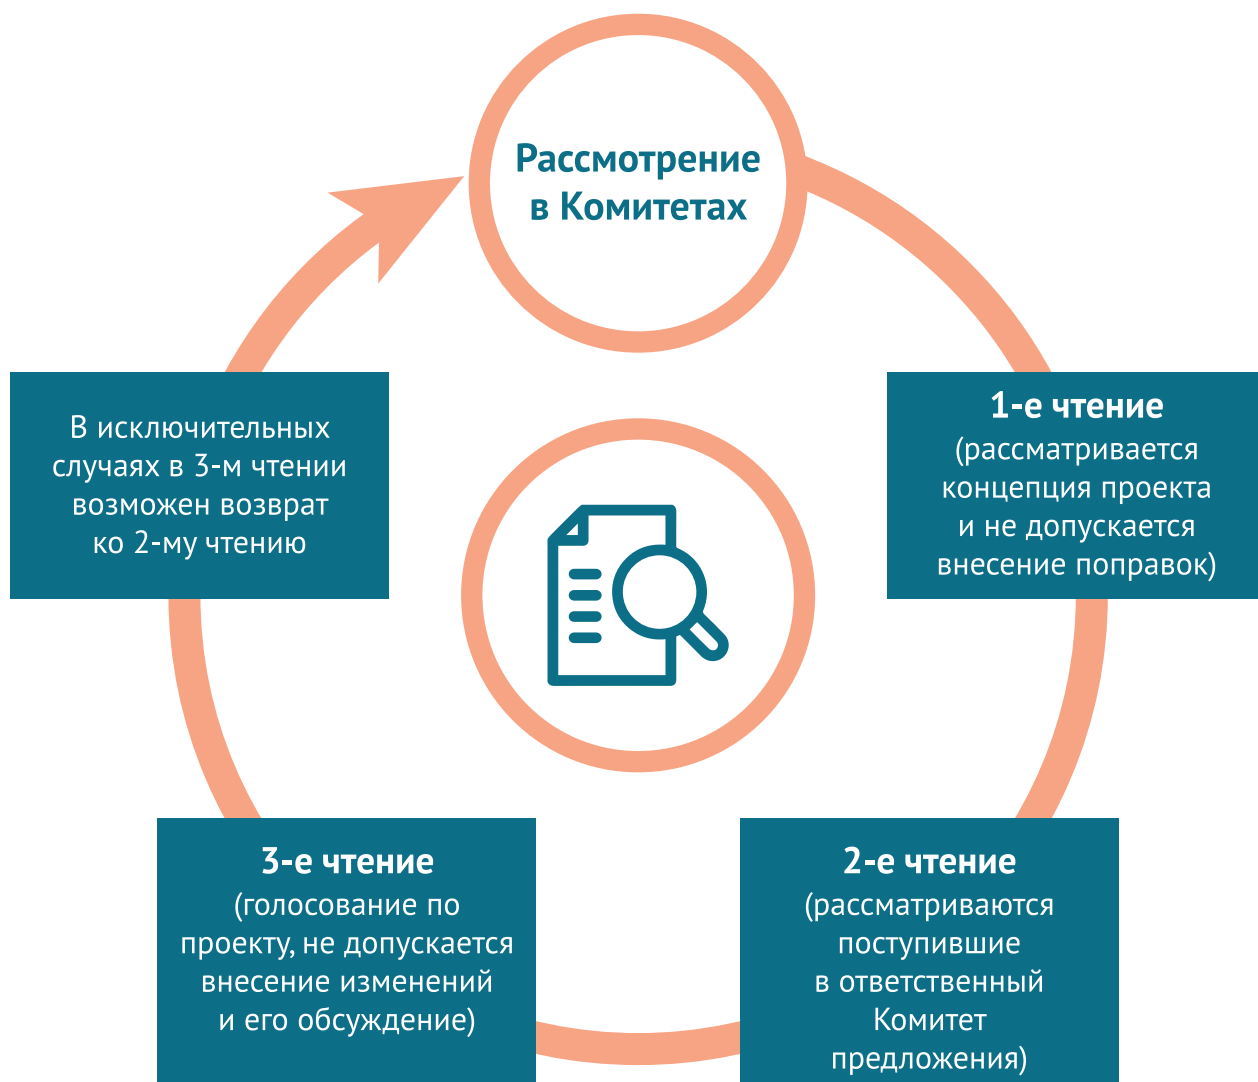 Рассмотрение
в Комитетах
1-е чтение
(рассматривается
концепция проекта
и не допускается
внесение поправок)
2-е чтение
(рассматриваются
поступившие
в ответственный
Комитет
предложения)
3-е чтение
(голосование по
проекту, не допускается
внесение изменений
и его обсуждение)
В исключительных
случаях в 3-м чтении
возможен возврат
ко 2-му чтению